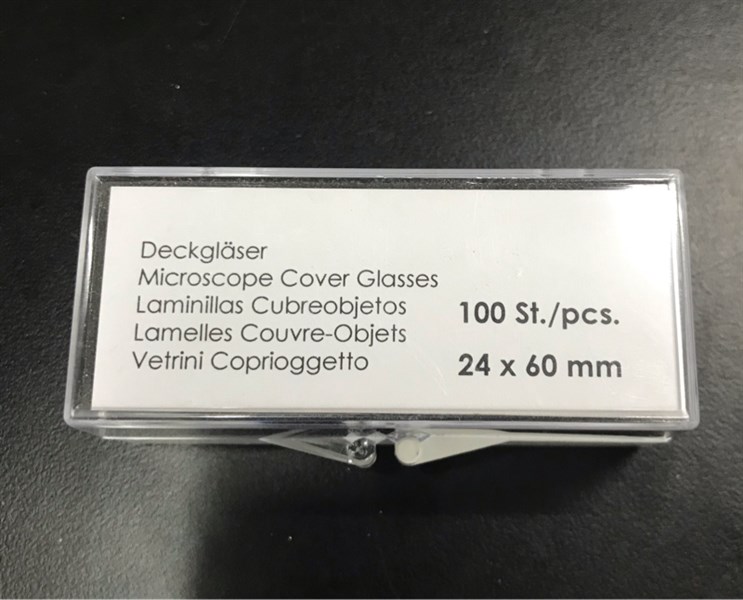 Deckgläser
Microscope Cover Glasses
Laminillas Cubreobjetos
Lamelles Couvre-Objets
Vetrini Coprioggetto
100 St./pcs.
24 x 60 mm